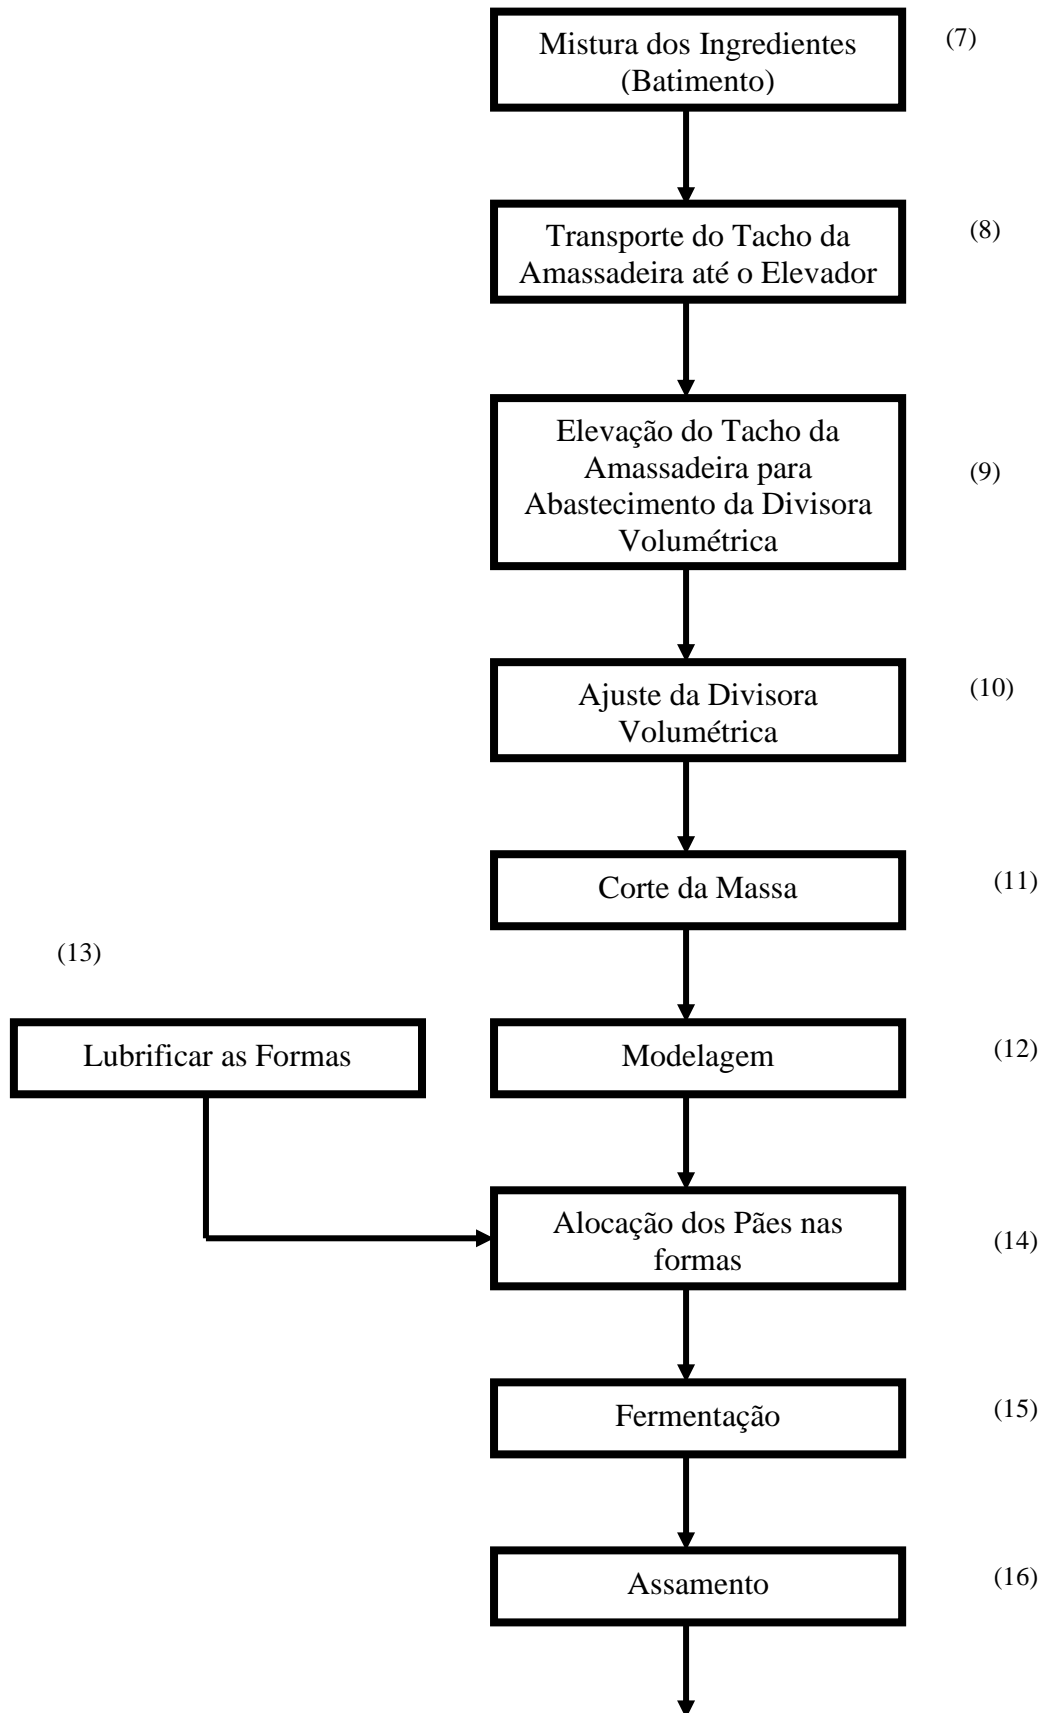 Mistura dos Ingredientes
(Batimento)
(7)
Transporte do Tacho da
Amassadeira até o Elevador
(8)
Elevação do Tacho da
Amassadeira para
Abastecimento da Divisora
Volumétrica
(9)
Ajuste da Divisora
Volumétrica
(10)
Corte da Massa
(11)
(13)
Lubrificar as Formas
Modelagem
(12)
Alocação dos Pães nas
formas
(14)
Fermentação
(15)
Assamento
(16)